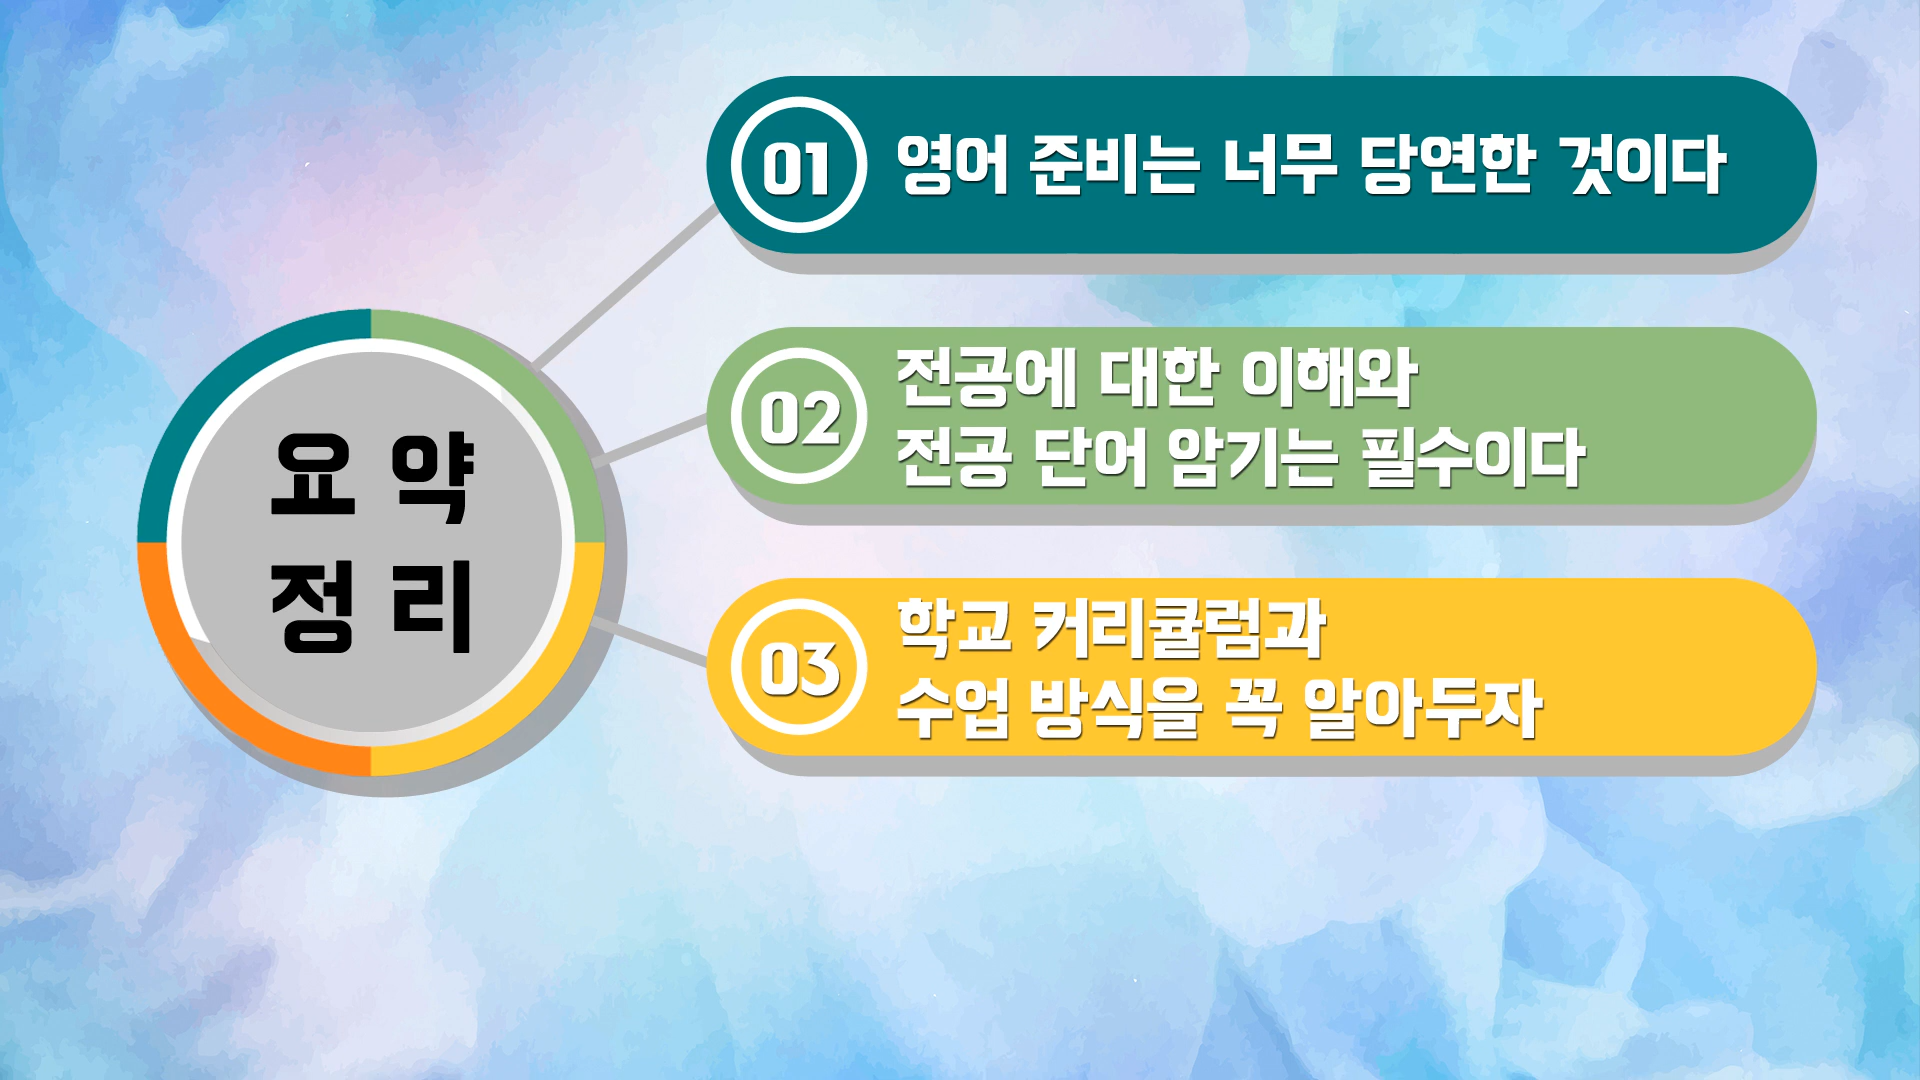 요약
정리
01
영어 준비는 너무 당연한 것이다
02
전공에 대한 이해와
전공 단어 암기는 필수이다
03
학교 커리큘럼과
수업 방식을 꼭 알아두자